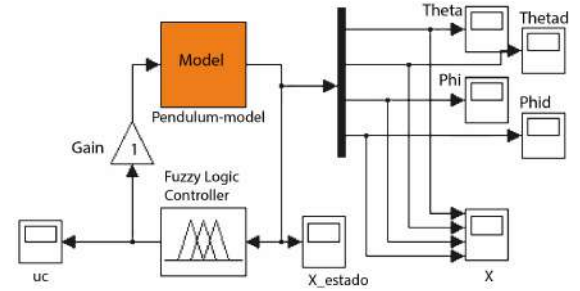 Theta
Thetad
Model
Pendulum-model
Phi
Phid
Gain
1
Fuzzy Logic
Controller
uc
X_estado
X